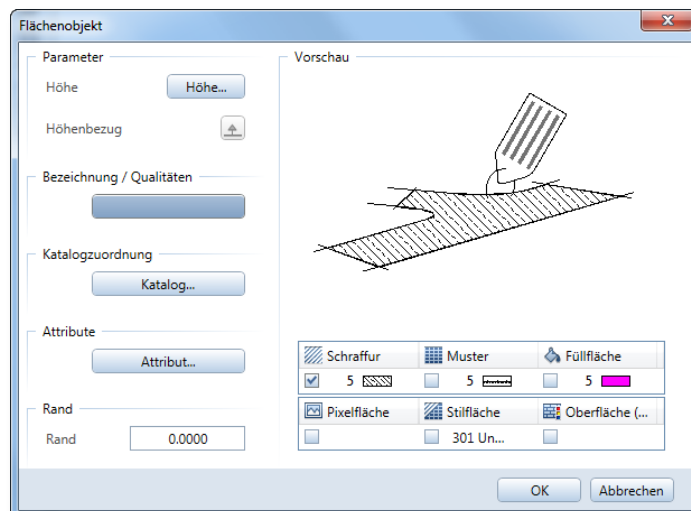 Flächenobjekt
Parameter
Höhe
Höhe...
Höhenbezug
Bezeichnung / Qualitäten
Katalogzuordnung
Katalog...
Attribute
Attribut...
Rand
Rand 0.0000
Vorschau
Schraffur Muster Füllfläche
5 5 5
Pixelfläche Stilfläche Oberfläche (...
301 Un...
OK Abbrechen